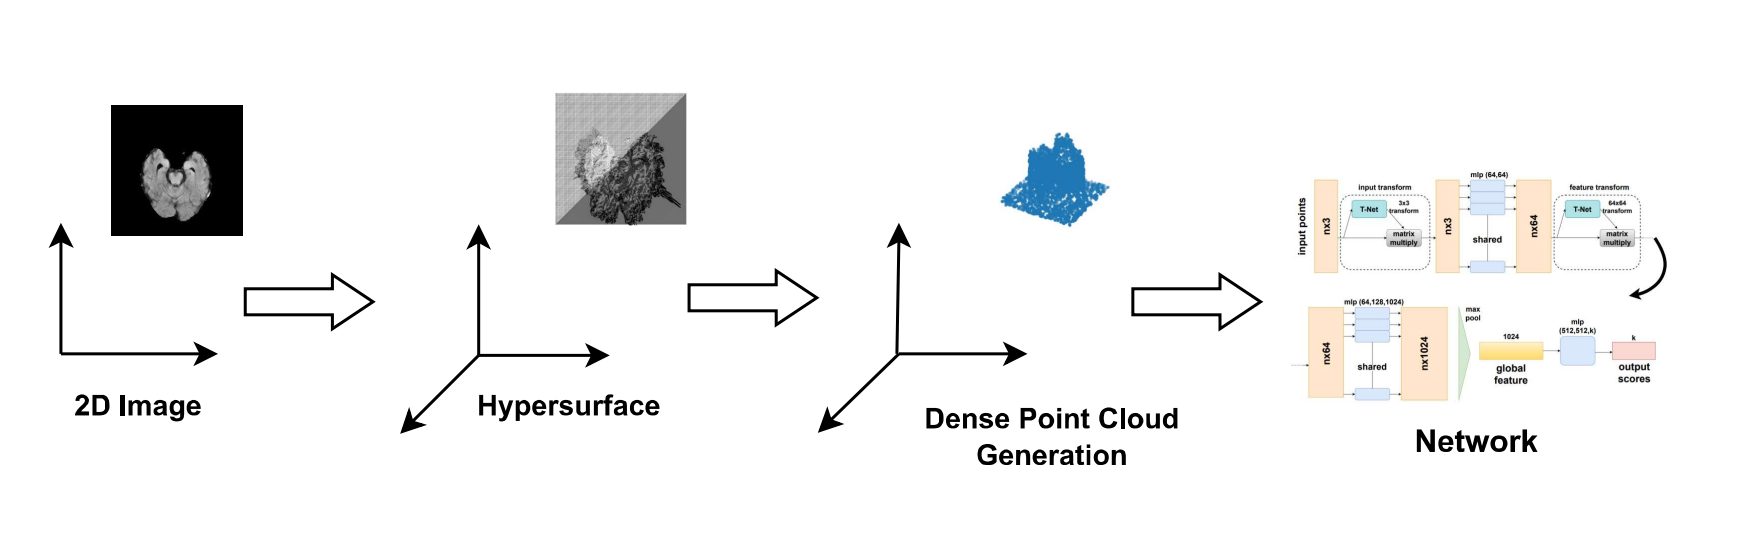 2D Image
Hypersurface
Dense Point Cloud
Generation
input points
nx3
input transform
T-Net
3x3
transform
matrix
multiply
nx3
mlp (64,64)
shared
nx64
feature transform
T-Net
64x64
transform
matrix
multiply
nx64
mlp (64,128,1024)
shared
nx1024
max
pool
1024
global
feature
mlp
(512,512,k)
k
output
scores
Network